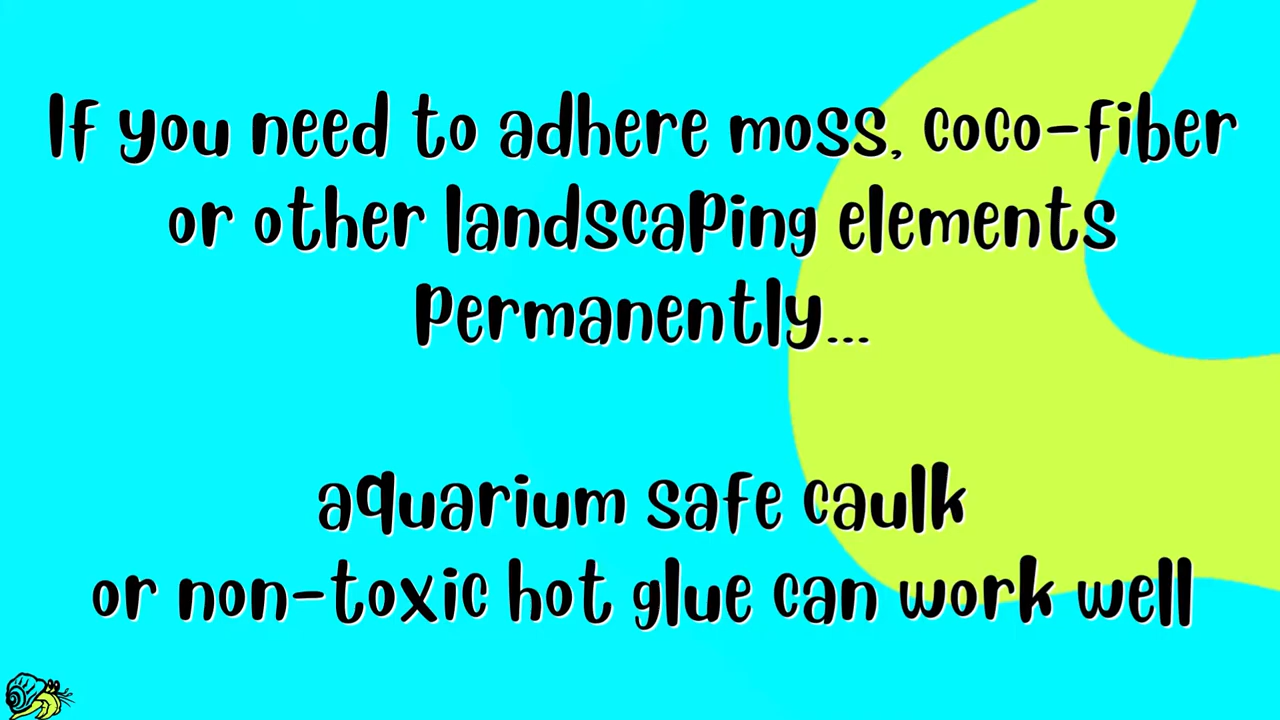 If you need to adhere moss, coco-fiber
or other landscaping elements
permanently...
aquarium safe caulk
or non-toxic hot glue can work well